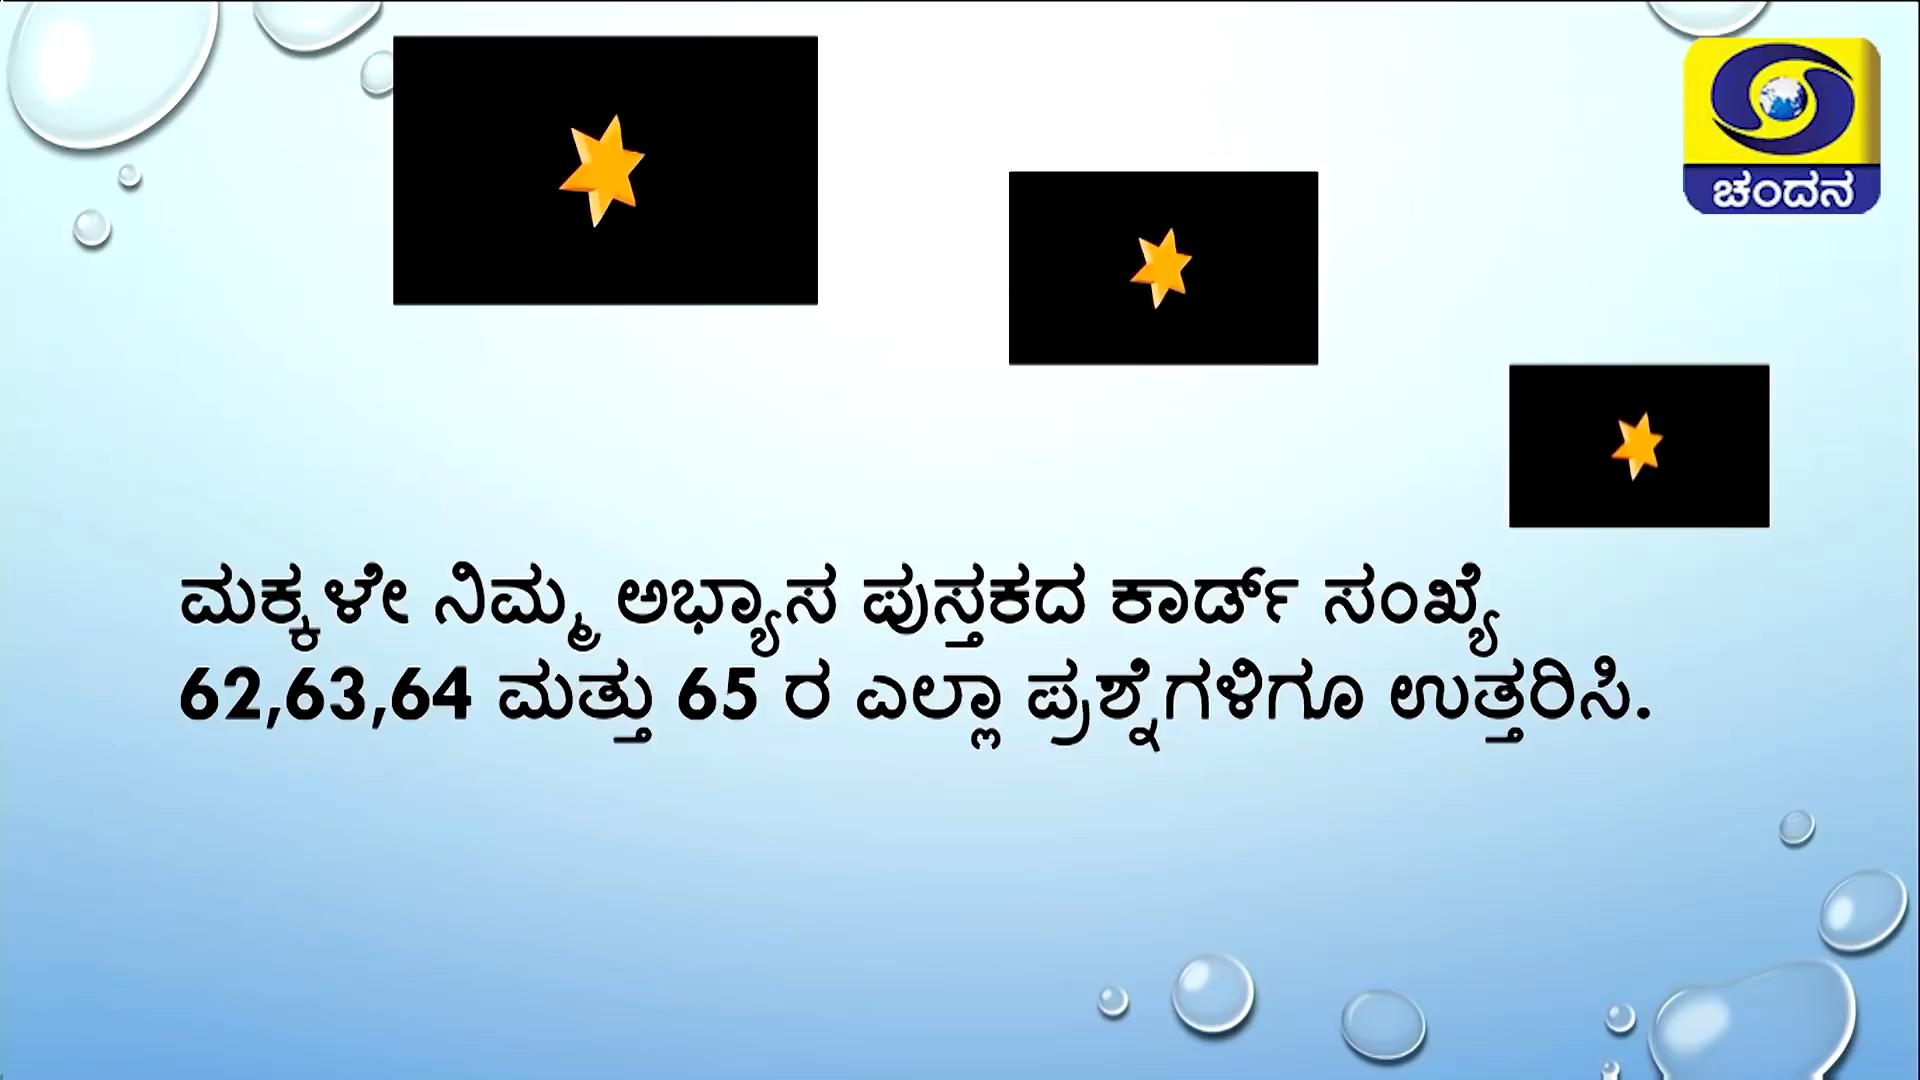 ಚಂದನ
ಮಕ್ಕಳೇ ನಿಮ್ಮ ಅಭ್ಯಾಸ ಪುಸ್ತಕದ ಕಾರ್ಡ್ ಸಂಖ್ಯೆ
62,63,64 ಮತ್ತು 65 ರ ಎಲ್ಲಾ ಪ್ರಶ್ನೆಗಳಿಗೂ ಉತ್ತರಿಸಿ.